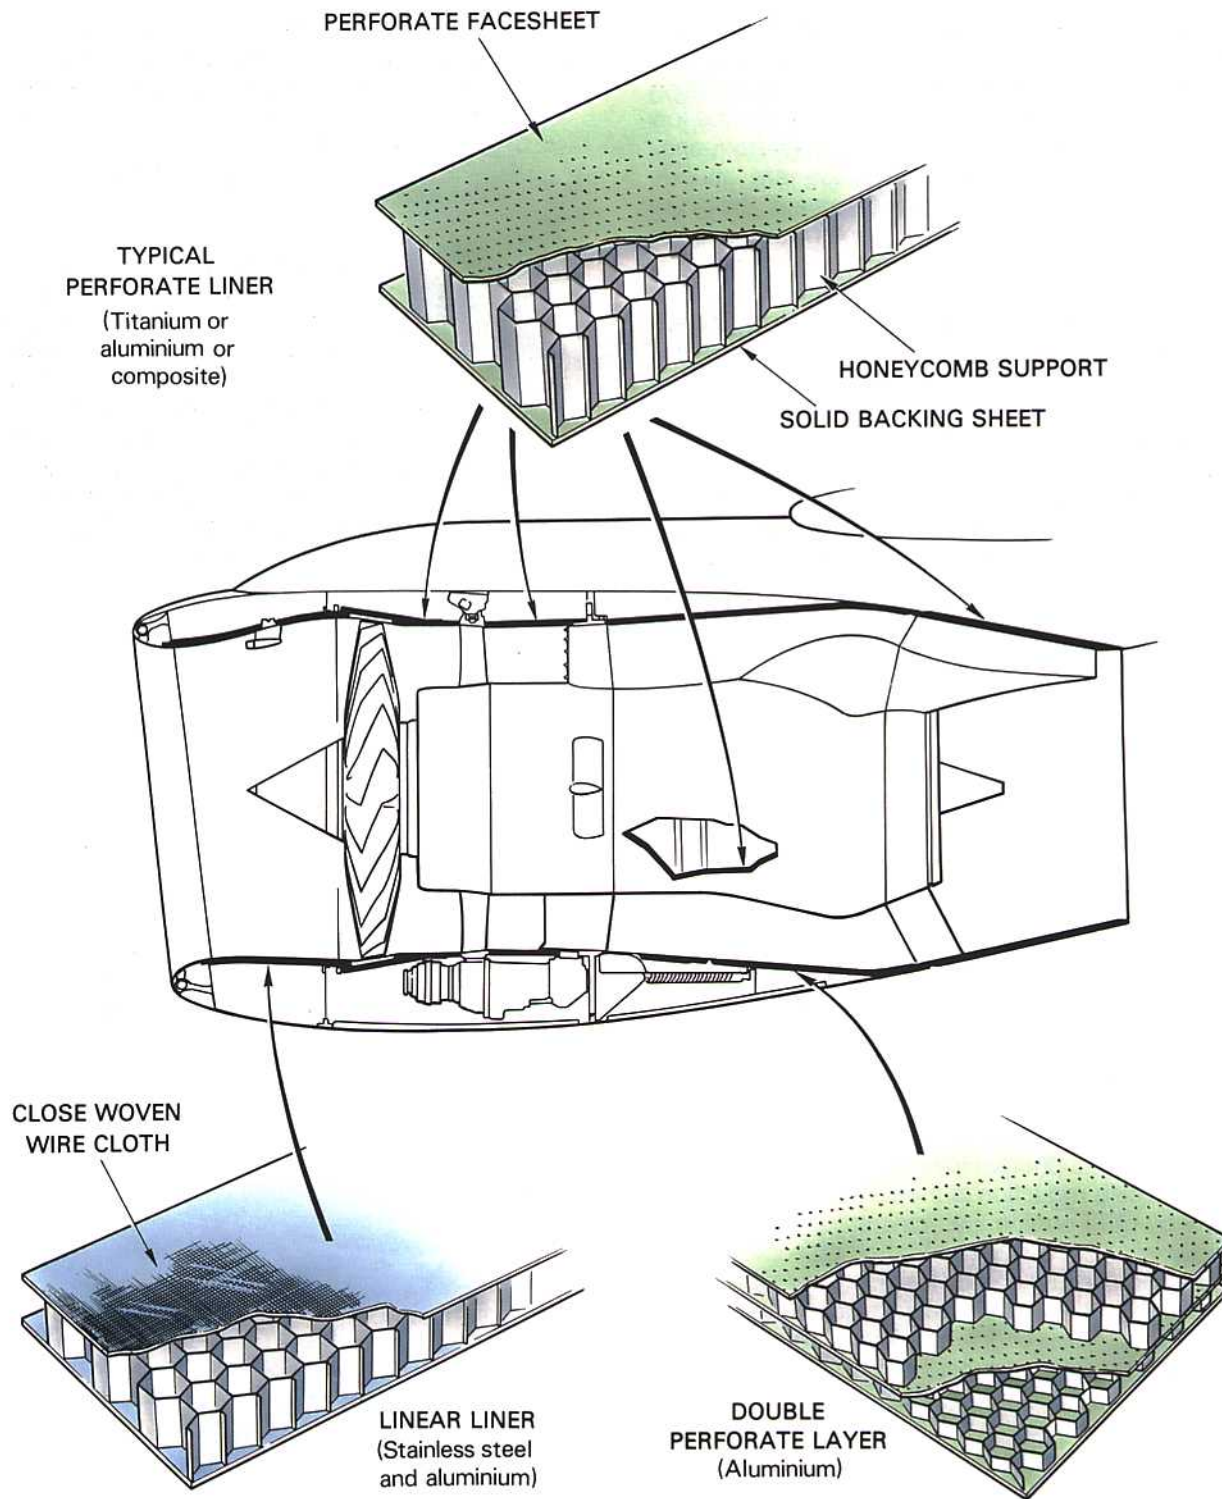 PERFORATE FACESHEET
TYPICAL
PERFORATE LINER
(Titanium or
aluminium or
composite)
HONEYCOMB SUPPORT
SOLID BACKING SHEET
CLOSE WOVEN
WIRE CLOTH
LINEAR LINER
(Stainless steel
and aluminium)
DOUBLE
PERFORATE LAYER
(Aluminium)